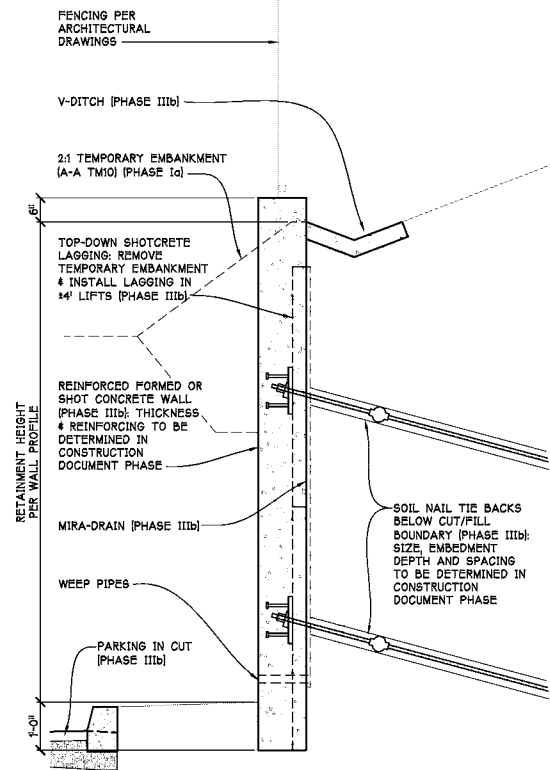 FENCING PER
ARCHITECTURAL
DRAWINGS
V-DITCH (PHASE IIIb)
2:1 TEMPORARY EMBANKMENT
(A-A TM10) (PHASE Ia)
6"
TOP-DOWN SHOTCRETE
LAGGING: REMOVE
TEMPORARY EMBANKMENT
& INSTALL LAGGING IN
±4' LIFTS (PHASE IIIb)
REINFORCED FORMED OR
SHOT CONCRETE WALL
(PHASE IIIb): THICKNESS
& REINFORCING TO BE
DETERMINED IN
CONSTRUCTION
DOCUMENT PHASE
RETAINMENT HEIGHT
PER WALL PROFILE
MIRA-DRAIN (PHASE IIIb)
SOIL NAIL TIE BACKS
BELOW CUT/FILL
BOUNDARY (PHASE IIIb):
SIZE, EMBEDMENT
DEPTH AND SPACING
TO BE DETERMINED IN
CONSTRUCTION
DOCUMENT PHASE
WEEP PIPES
PARKING IN CUT
(PHASE IIIb)
1'-0"